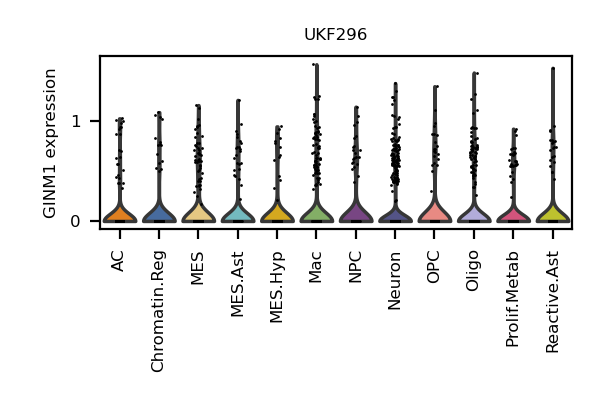 UKF296
GINM1 expression
1
0
AC
Chromatin.Reg
MES
MES.Ast
MES.Hyp
Mac
NPC
Neuron
OPC
Oligo
Prolif.Metab
Reactive.Ast